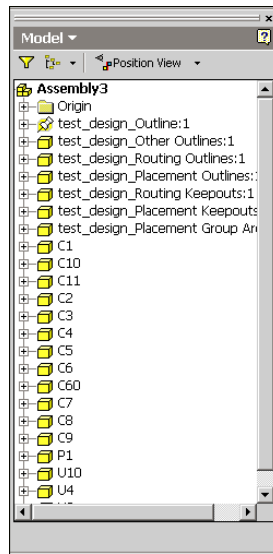 Model
Position View
Assembly3
Origin
test_design_Outline:1
test_design_Other Outlines:1
test_design_Routing Outlines:1
test_design_Placement Outlines:
test_design_Routing Keepouts:1
test_design_Placement Keepouts
test_design_Placement Group
C1
C10
C11
C2
C3
C4
C5
C6
C60
C7
C8
C9
P1
U10
U4